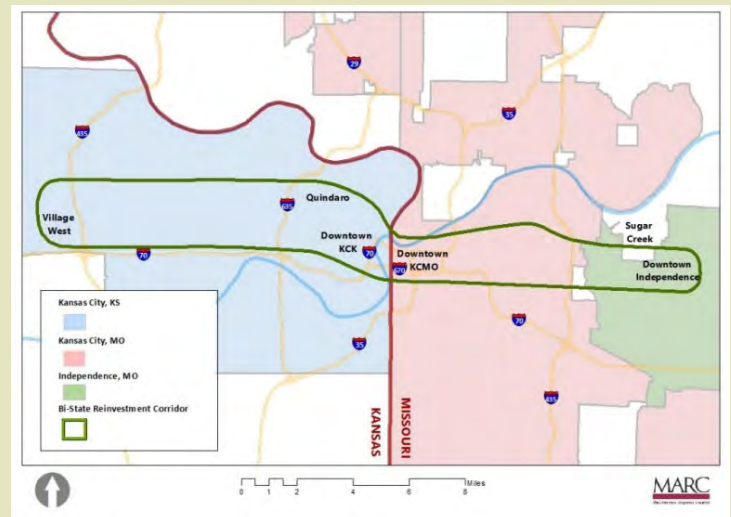 29
35
435
635
Quindaro
Village
West
Downtown
KCK
70
70
Downtown
KCMO
670
Sugar
Creek
Downtown
Independence
Kansas City, KS
Kansas City, MO
Independence, MO
Bi-State Reinvestment Corridor
35
70
435
KANSAS
MISSOURI
0 1 2 4 6 8 Miles
MARC